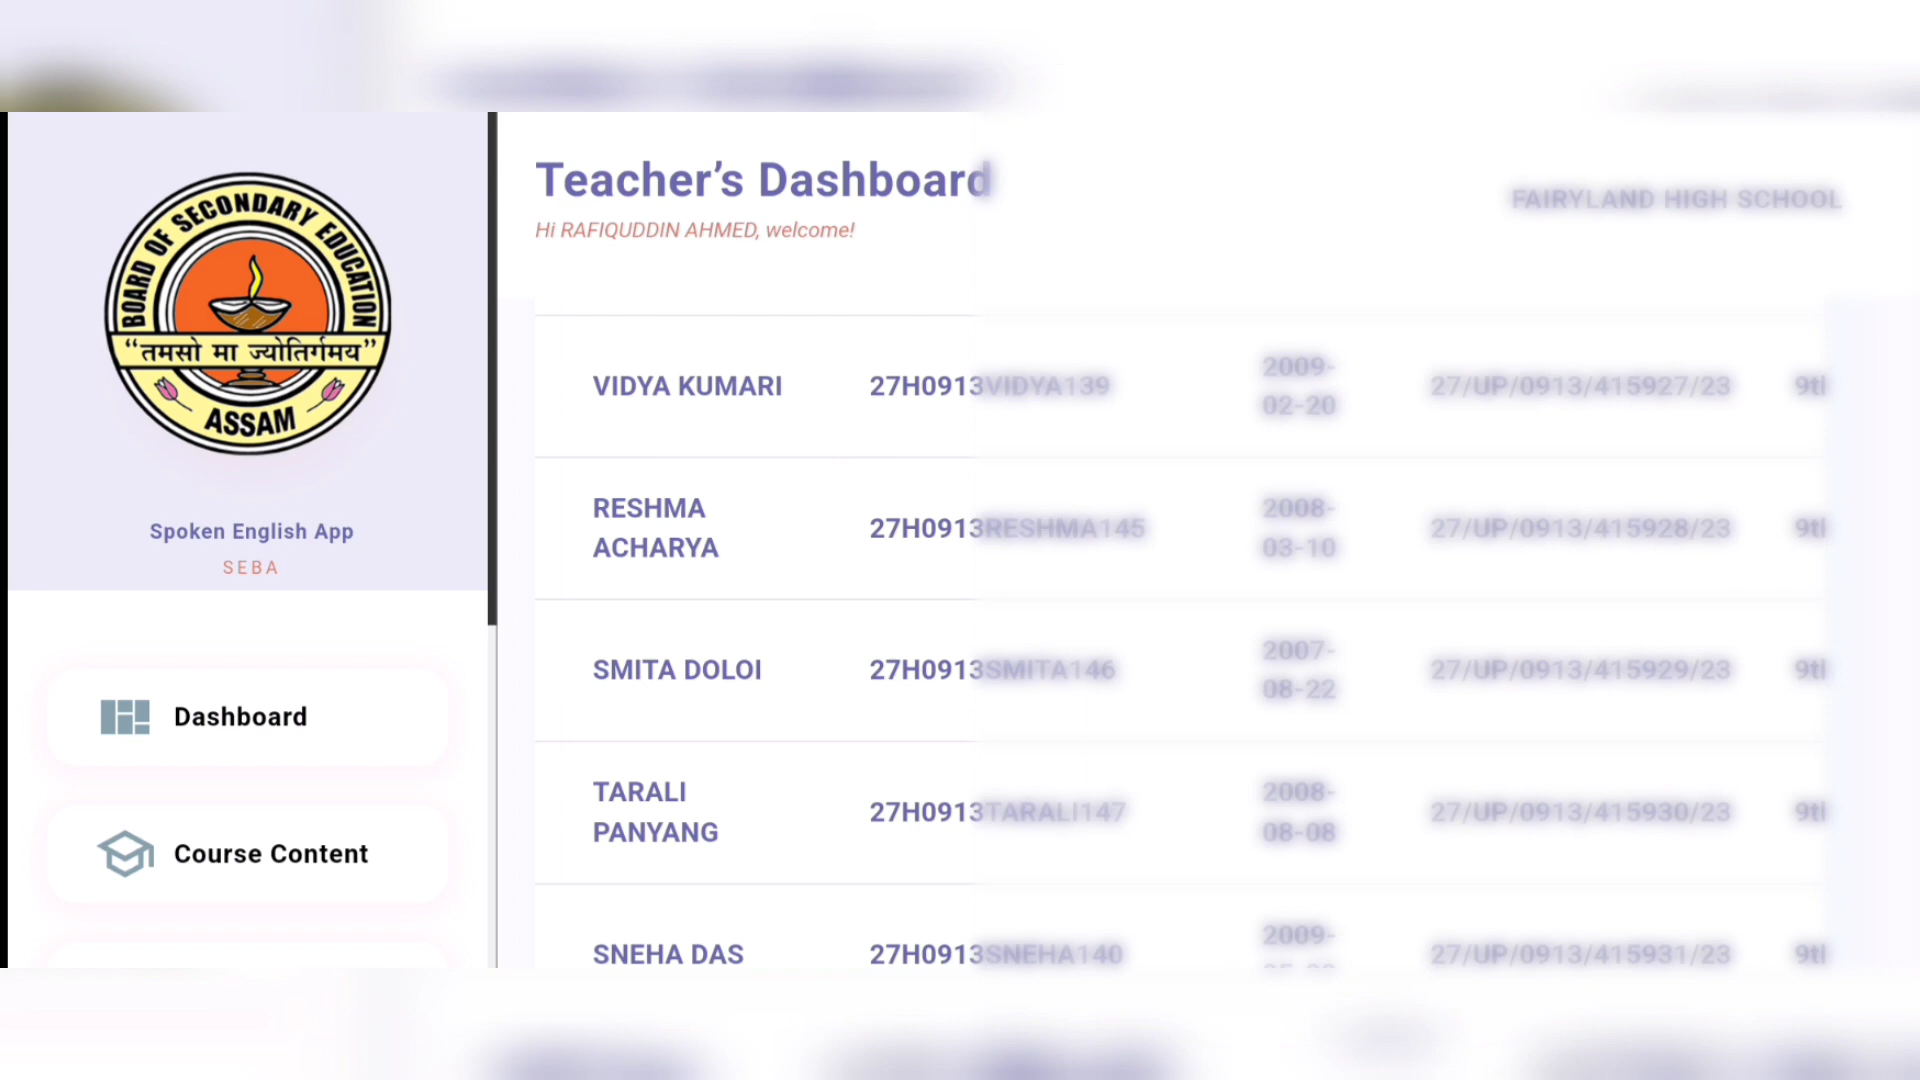 BOARD OF SECONDARY EDUCATION
“तमसो मा ज्योतिर्गमय”
ASSAM
Spoken English App
SEBA
Dashboard
Course Content
Teacher’s Dashboard
Hi RAFIQUDDIN AHMED, welcome!
FAIRYLAND HIGH SCHOOL
VIDYA KUMARI 27H0913VIDYA139 2009-02-20 27/UP/0913/415927/23
RESHMA ACHARYA 27H0913RESHMA145 2008-03-10 27/UP/0913/415928/23
SMITA DOLOI 27H0913SMITA146 2007-08-22 27/UP/0913/415929/23
TARALI PANYANG 27H0913TARALI147 2008-08-08 27/UP/0913/415930/23
SNEHA DAS 27H0913SNEHA140 2009- 27/UP/0913/415931/23